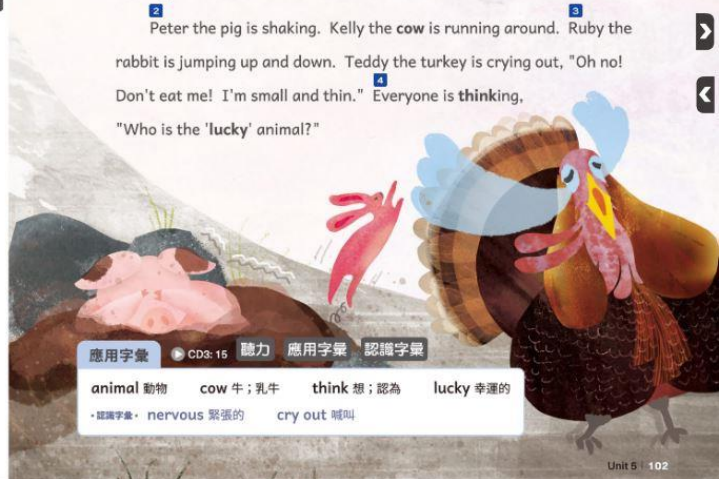 2
3
Peter the pig is shaking. Kelly the cow is running around. Ruby the
rabbit is jumping up and down. Teddy the turkey is crying out, "Oh no!
4
Don't eat me! I'm small and thin." Everyone is thinking,
"Who is the 'lucky' animal?"
應用字彙 CD3: 15 聽力 應用字彙 認識字彙
animal 動物 cow 牛；乳牛 think 想；認為 lucky 幸運的
•認識字彙• nervous 緊張的 cry out 喊叫
Unit 5 102